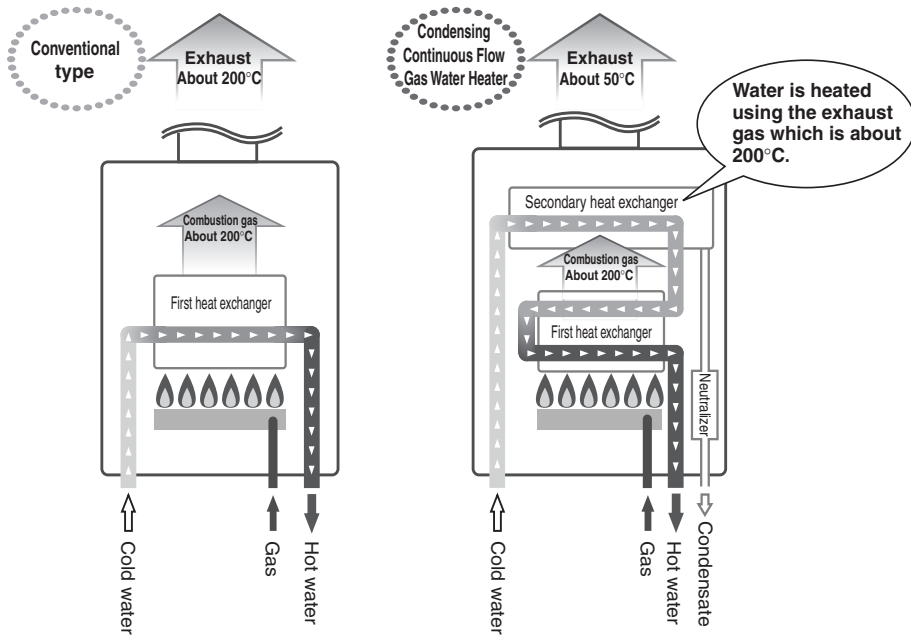 Conventional
type
Exhaust
About 200°C
Combustion gas
About 200°C
First heat exchanger
Cold water
Gas
Hot water
Condensing
Continuous Flow
Gas Water Heater
Exhaust
About 50°C
Water is heated
using the exhaust
gas which is about
200°C.
Secondary heat exchanger
Combustion gas
About 200°C
First heat exchanger
Neutralizer
Cold water
Gas
Hot water
Condensate